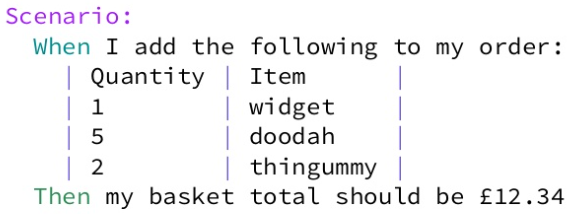 Scenario:
When I add the following to my order:
| Quantity | Item |
| 1 | widget |
| 5 | doodah |
| 2 | thingummy |
Then my basket total should be £12.34